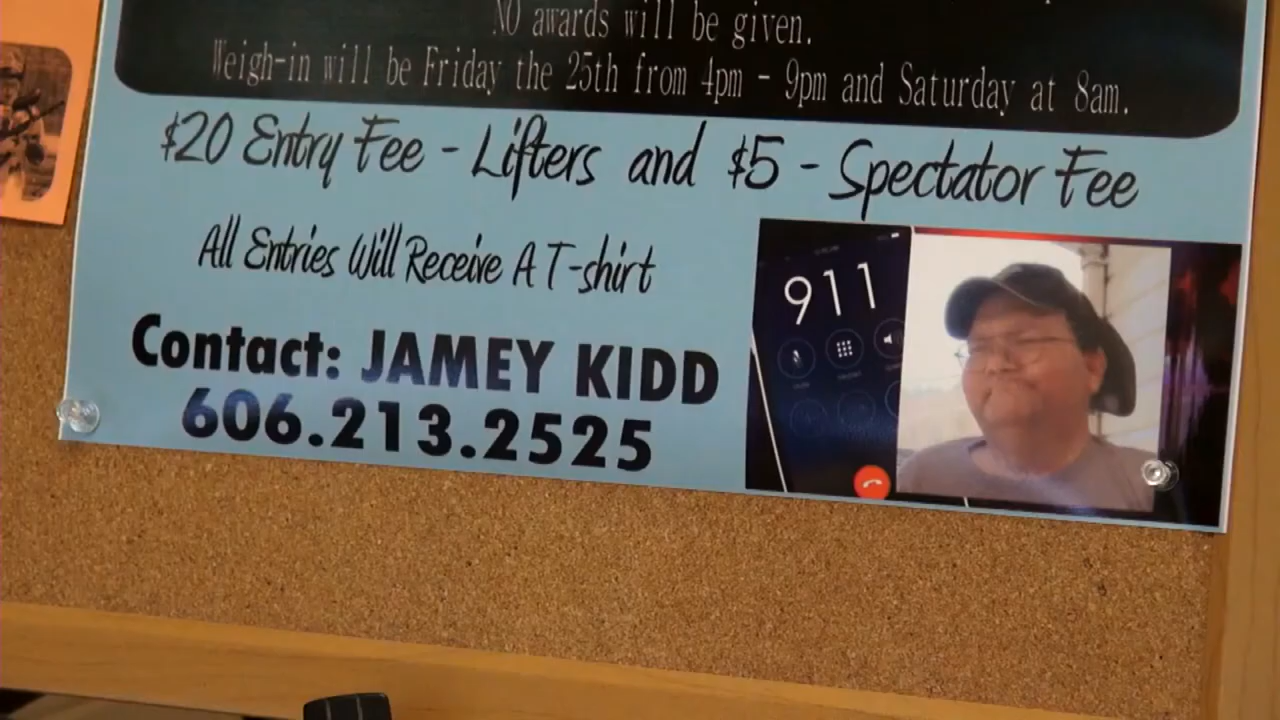 NO awards will be given.
Weigh-in will be Friday the 25th from 4pm - 9pm and Saturday at 8am.
$20 Entry Fee - Lifters and $5 - Spectator Fee
All Entries Will Receive A T-shirt
Contact: JAMEY KIDD
606.213.2525
911